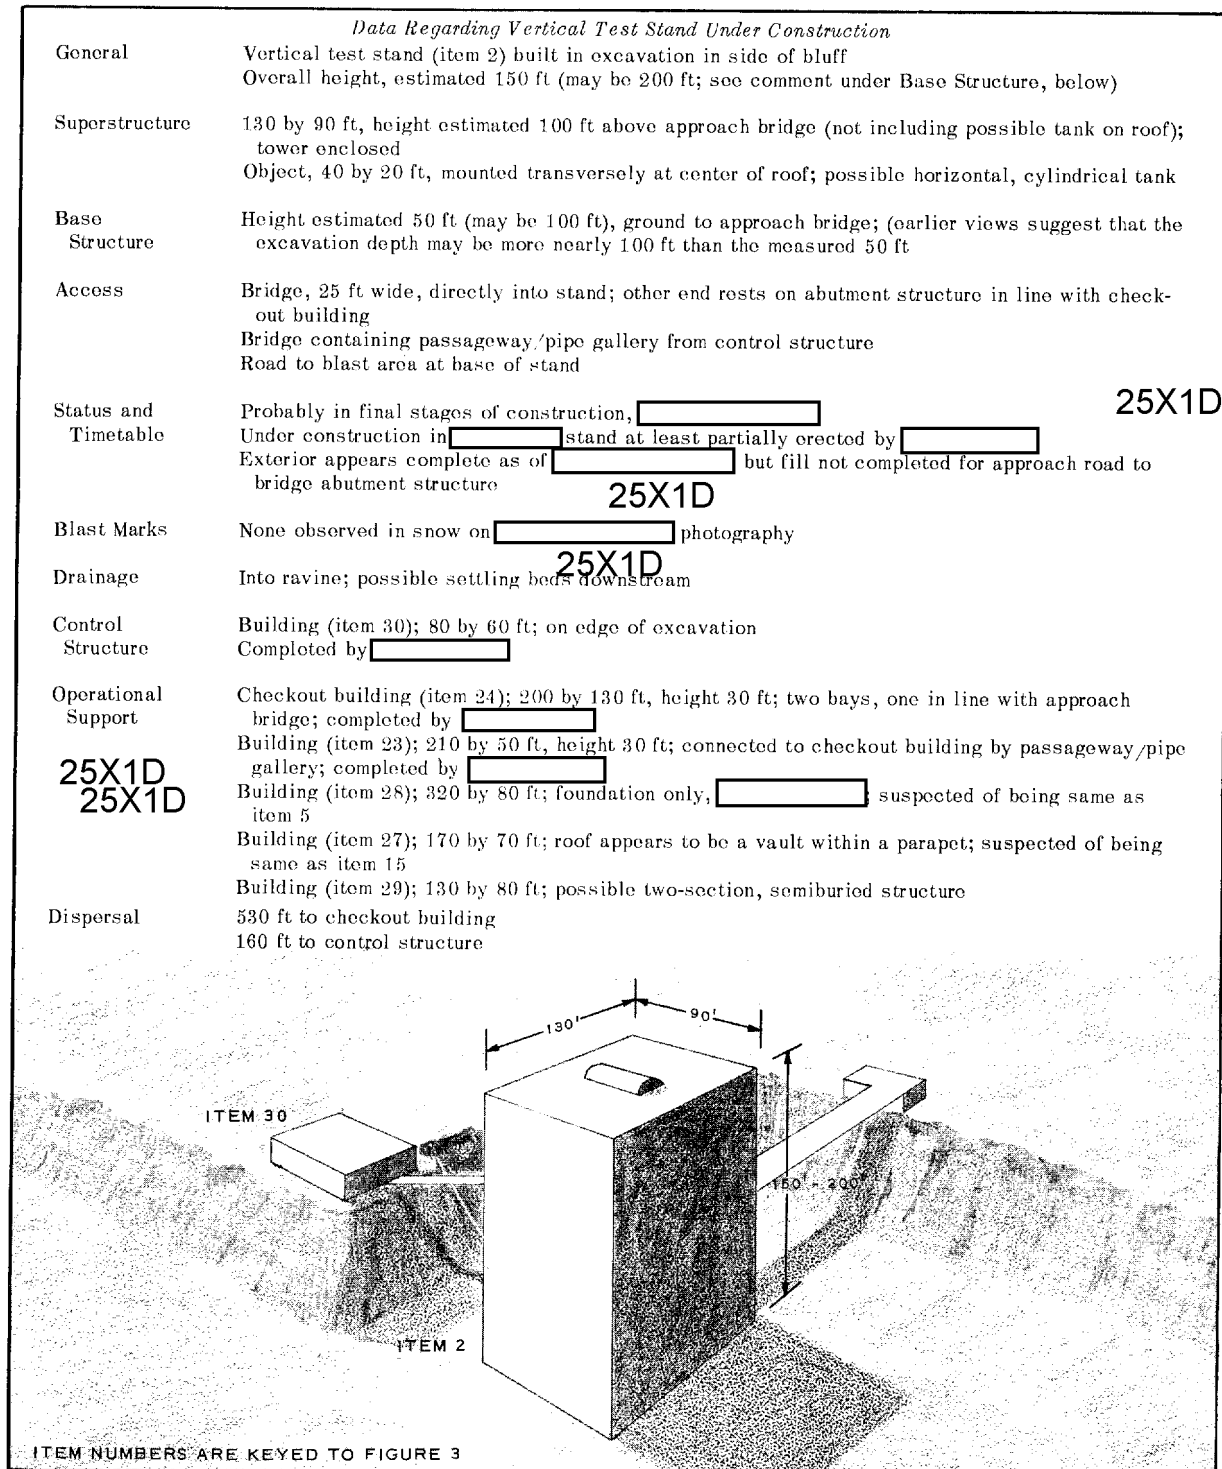 Data Regarding Vertical Test Stand Under Construction
General Vertical test stand (item 2) built in excavation in side of bluff
Overall height, estimated 150 ft (may be 200 ft; see comment under Base Structure, below)
Superstructure 130 by 90 ft, height estimated 100 ft above approach bridge (not including possible tank on roof);
tower enclosed
Object, 40 by 20 ft, mounted transversely at center of roof; possible horizontal, cylindrical tank
Base Height estimated 50 ft (may be 100 ft), ground to approach bridge; (earlier views suggest that the
Structure excavation depth may be more nearly 100 ft than the measured 50 ft
Access Bridge, 25 ft wide, directly into stand; other end rests on abutment structure in line with check-
out building
Bridge containing passageway/pipe gallery from control structure
Road to blast area at base of stand
25X1D
Status and Probably in final stages of construction,
Timetable Under construction in stand at least partially erected by
Exterior appears complete as of but fill not completed for approach road to
bridge abutment structure
25X1D
Blast Marks None observed in snow on photography
25X1D
Drainage Into ravine; possible settling beds downstream
Control Building (item 30); 80 by 60 ft; on edge of excavation
Structure Completed by
Operational Checkout building (item 24); 200 by 130 ft, height 30 ft; two bays, one in line with approach
Support bridge; completed by
Building (item 23); 210 by 50 ft, height 30 ft; connected to checkout building by passageway/pipe
25X1D gallery; completed by
25X1D Building (item 28); 320 by 80 ft; foundation only, suspected of being same as
item 5
Building (item 27); 170 by 70 ft; roof appears to be a vault within a parapet; suspected of being
same as item 15
Building (item 29); 130 by 80 ft; possible two-section, semiburied structure
Dispersal 530 ft to checkout building
160 ft to control structure
130' 90'
ITEM 30
150' - 200'
ITEM 2
ITEM NUMBERS ARE KEYED TO FIGURE 3